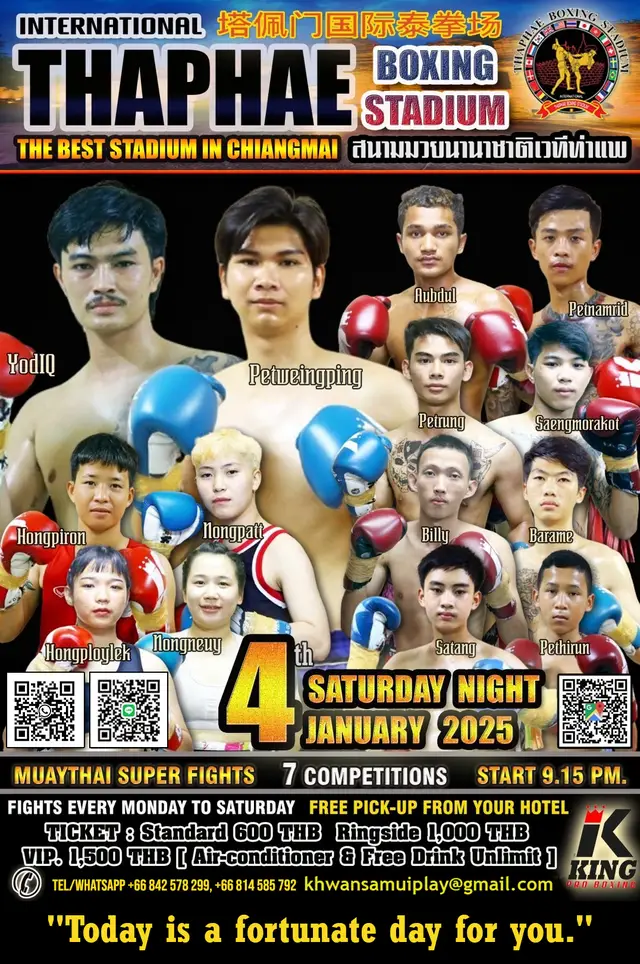 INTERNATIONAL 塔佩门国际泰拳场
THAPHAE BOXING STADIUM
THAPHAE BOXING STADIUM
INTERNATIONAL
THE BEST STADIUM IN CHIANGMAI สนามมวยนานาชาติเวทีท่าแพ
Aubdul
Petnamrid
YodIQ
Petweingping
Petrung
Saengmorakot
Hongpiron
Nongpatt
Billy
Barame
Hongploylek
Nongneuy
Satang
Pethirun
4th SATURDAY NIGHT
JANUARY 2025
MUAYTHAI SUPER FIGHTS 7 COMPETITIONS START 9.15 PM.
FIGHTS EVERY MONDAY TO SATURDAY FREE PICK-UP FROM YOUR HOTEL
TICKET : Standard 600 THB Ringside 1,000 THB
VIP. 1,500 THB [ Air-conditioner & Free Drink Unlimit ]
K
KING
PRO BOXING
TEL/WHATSAPP +66 842 578 299, +66 814 585 792 khwansamuiplay@gmail.com
"Today is a fortunate day for you."